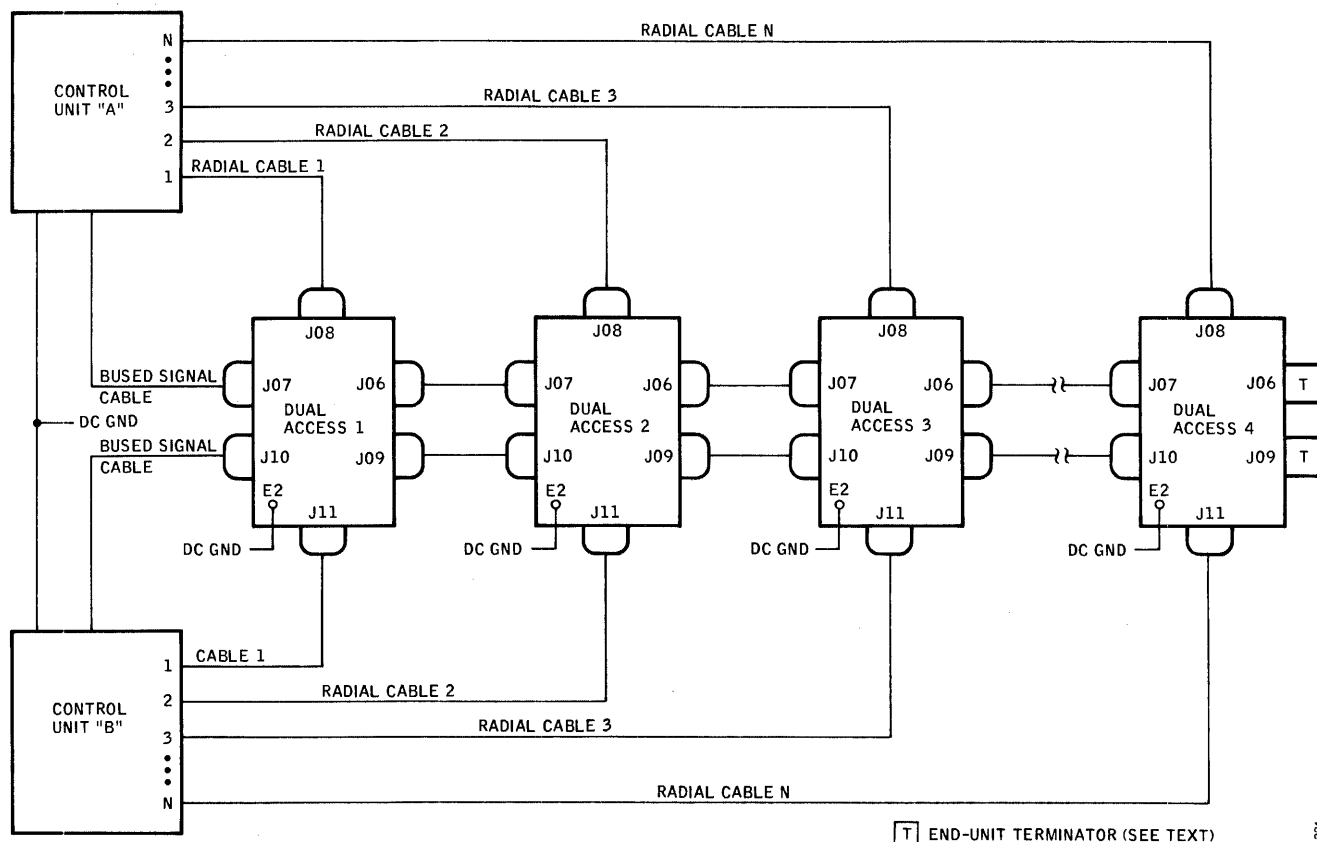 CONTROL
UNIT "A"
N
3
2
1
RADIAL CABLE N
RADIAL CABLE 3
RADIAL CABLE 2
RADIAL CABLE 1
BUSED SIGNAL
CABLE
DC GND
BUSED SIGNAL
CABLE
J08
J07 J06
DUAL
ACCESS 1
J10 J09
E2
J11
DC GND
J08
J07 J06
DUAL
ACCESS 2
J10 J09
E2
J11
DC GND
J08
J07 J06
DUAL
ACCESS 3
J10 J09
E2
J11
DC GND
J08
J07 J06
T
DUAL
ACCESS 4
J10 J09
T
E2
J11
DC GND
CONTROL
UNIT "B"
1
2
3
N
CABLE 1
RADIAL CABLE 2
RADIAL CABLE 3
RADIAL CABLE N
T END-UNIT TERMINATOR (SEE TEXT)